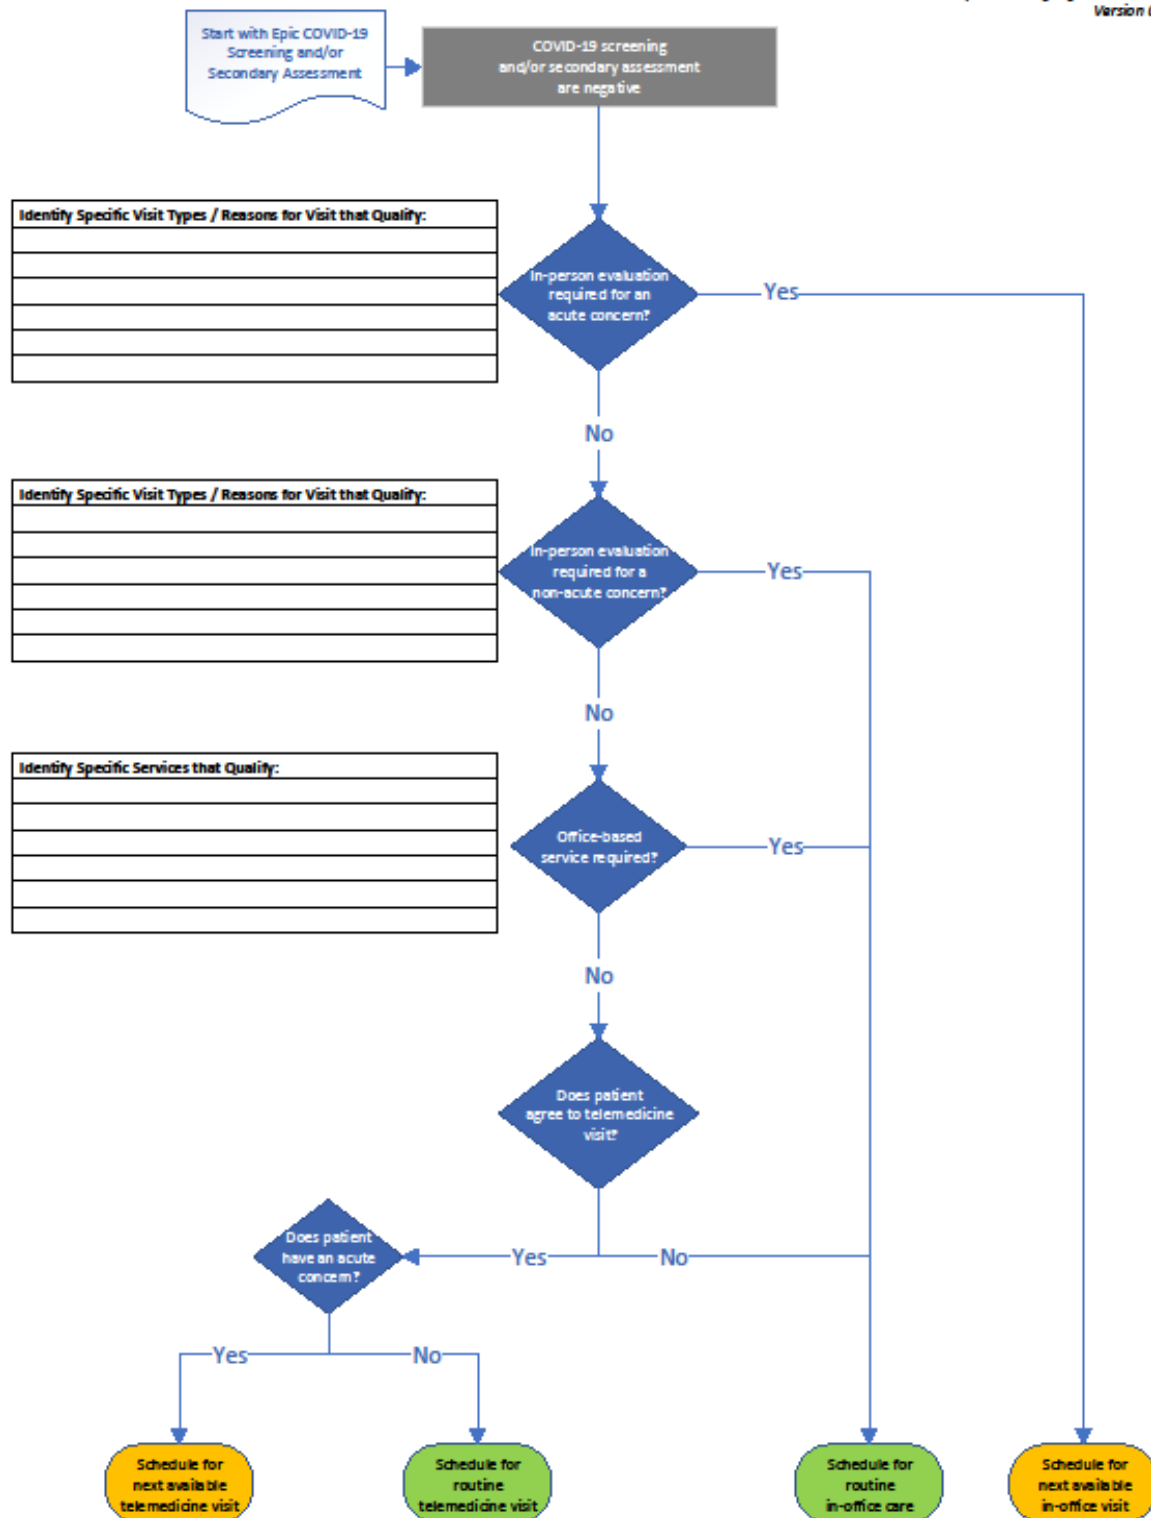 Version
Start with Epic COVID-19
Screening and/or
Secondary Assessment
COVID-19 screening
and/or secondary assessment
are negative
Identify Specific Visit Types / Reasons for Visit that Qualify:
In-person evaluation
required for an
acute concern?
Yes
No
Identify Specific Visit Types / Reasons for Visit that Qualify:
In-person evaluation
required for a
non-acute concern?
Yes
No
Identify Specific Services that Qualify:
Office-based
service required?
Yes
No
Does patient
agree to telemedicine
visit?
Does patient
have an acute
concern?
Yes
No
Yes
No
Schedule for
next available
telemedicine visit
Schedule for
routine
telemedicine visit
Schedule for
routine
in-office care
Schedule for
next available
in-office visit